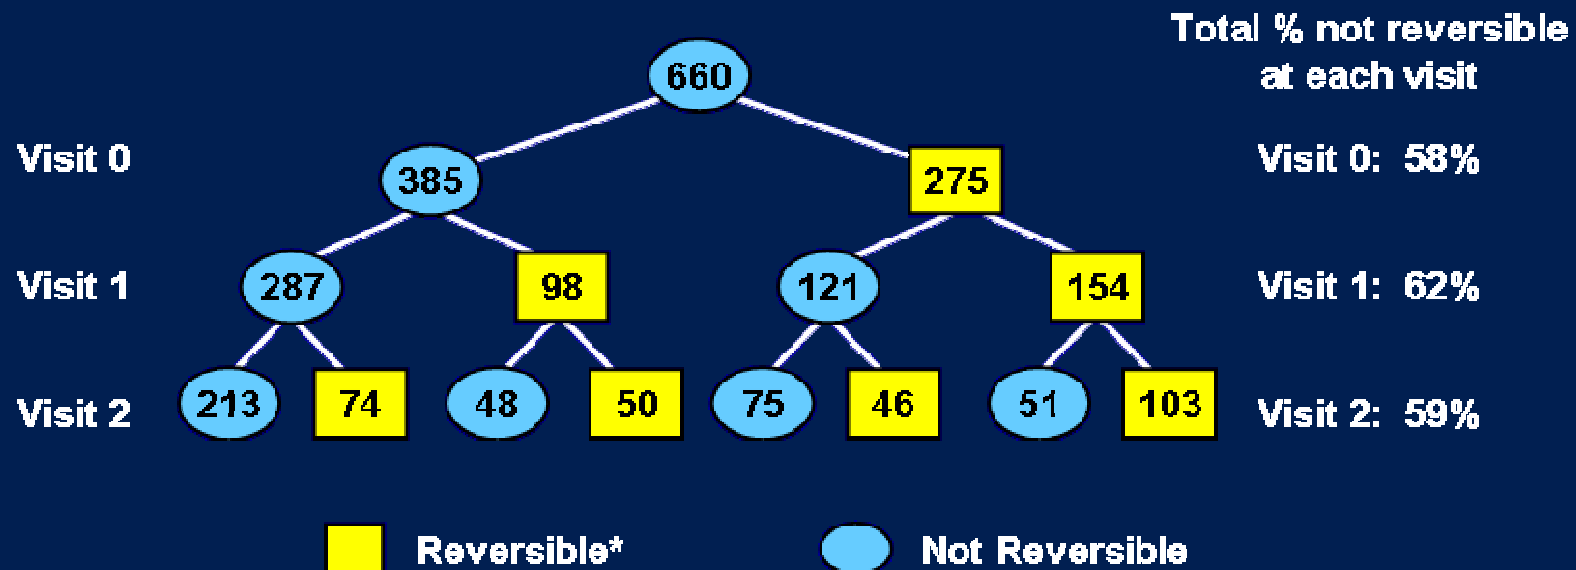 Total % not reversible
at each visit
660
Visit 0
385
275
Visit 0: 58%
Visit 1
287
98
121
154
Visit 1: 62%
Visit 2
213
74
48
50
75
46
51
103
Visit 2: 59%
Reversible*
Not Reversible